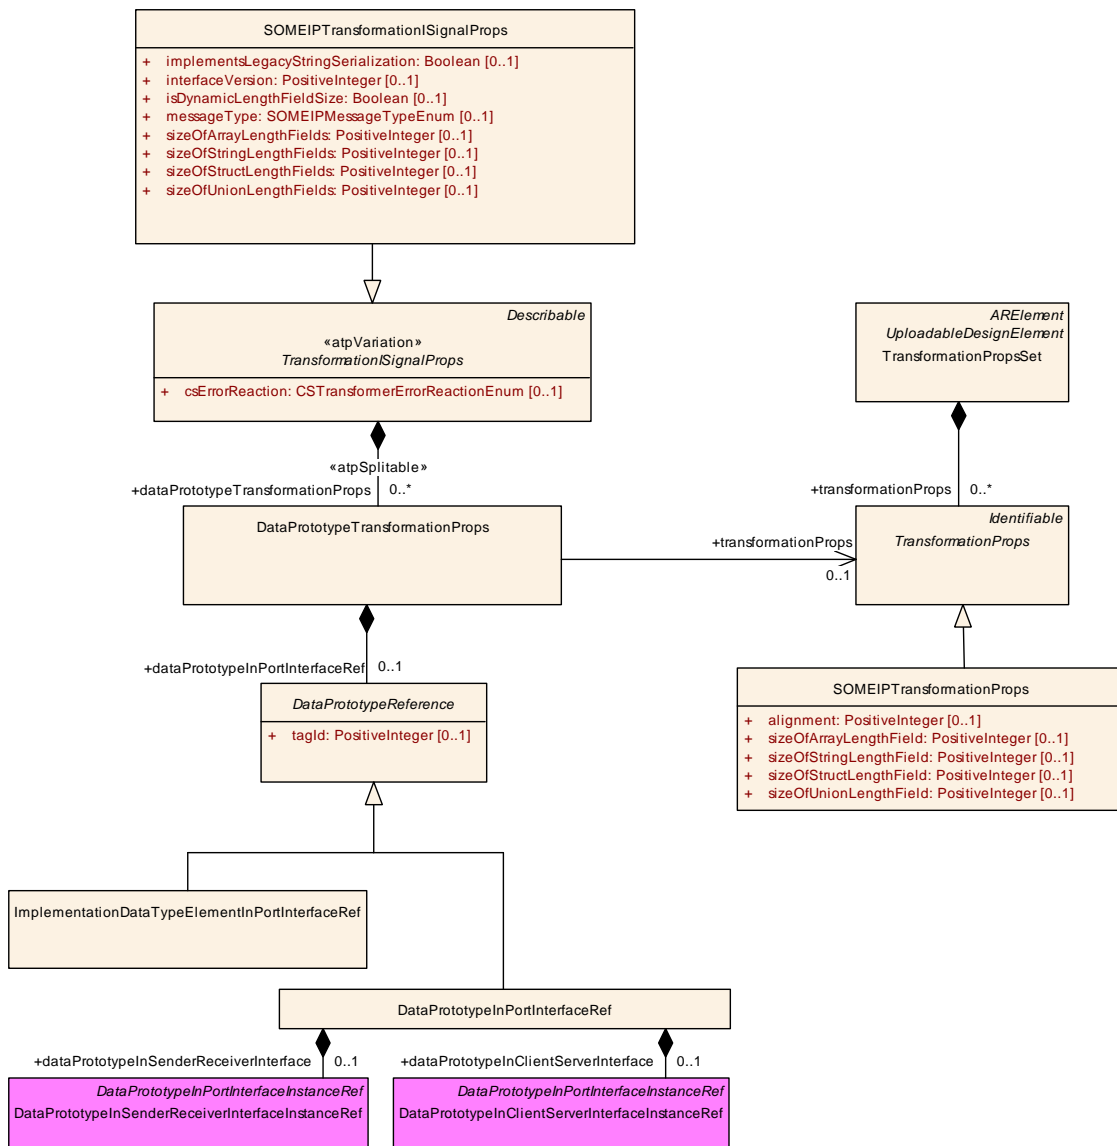 SOMEIPTransformationISignalProps
+ implementsLegacyStringSerialization: Boolean [0..1]
+ interfaceVersion: PositiveInteger [0..1]
+ isDynamicLengthFieldSize: Boolean [0..1]
+ messageType: SOMEIPMessageTypeEnum [0..1]
+ sizeOfArrayLengthFields: PositiveInteger [0..1]
+ sizeOfStringLengthFields: PositiveInteger [0..1]
+ sizeOfStructLengthFields: PositiveInteger [0..1]
+ sizeOfUnionLengthFields: PositiveInteger [0..1]
Describable
«atpVariation»
TransformationISignalProps
+ csErrorReaction: CSTransformerErrorReactionEnum [0..1]
ARElement
UploadableDesignElement
TransformationPropsSet
«atpSplitable»
+dataPrototypeTransformationProps 0..*
+transformationProps 0..*
DataPrototypeTransformationProps
+transformationProps
0..1
Identifiable
TransformationProps
+dataPrototypeInPortInterfaceRef 0..1
DataPrototypeReference
+ tagId: PositiveInteger [0..1]
SOMEIPTransformationProps
+ alignment: PositiveInteger [0..1]
+ sizeOfArrayLengthField: PositiveInteger [0..1]
+ sizeOfStringLengthField: PositiveInteger [0..1]
+ sizeOfStructLengthField: PositiveInteger [0..1]
+ sizeOfUnionLengthField: PositiveInteger [0..1]
ImplementationDataTypeElementInPortInterfaceRef
DataPrototypeInPortInterfaceRef
+dataPrototypeInSenderReceiverInterface 0..1
+dataPrototypeInClientServerInterface 0..1
DataPrototypeInPortInterfaceInstanceRef
DataPrototypeInSenderReceiverInterfaceInstanceRef
DataPrototypeInPortInterfaceInstanceRef
DataPrototypeInClientServerInterfaceInstanceRef